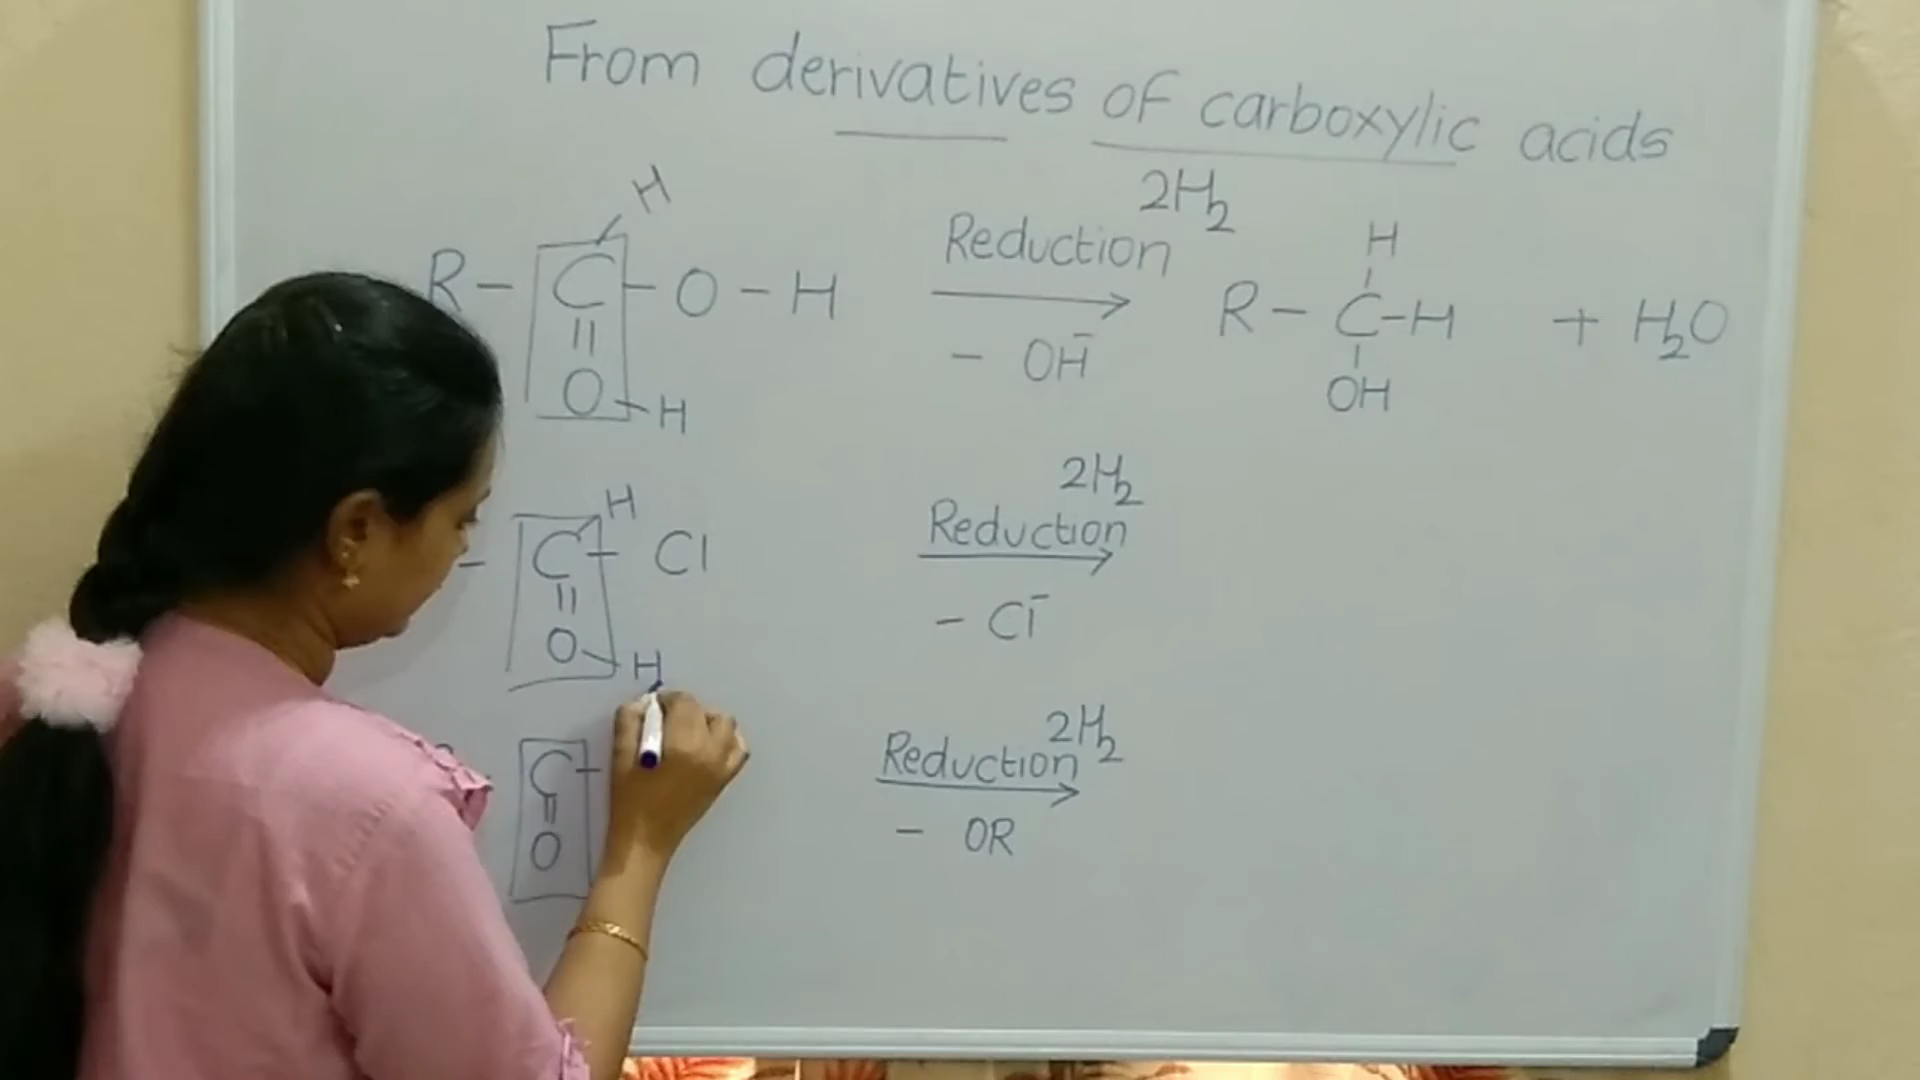 From derivatives of carboxylic acids
H
2H₂
R - C - O - H Reduction H
|| - OH⁻ R - C - H + H₂O
O - H OH
H 2H₂
- C - Cl Reduction
|| - Cl⁻
O - H
C - Reduction 2H₂
|| - OR
O